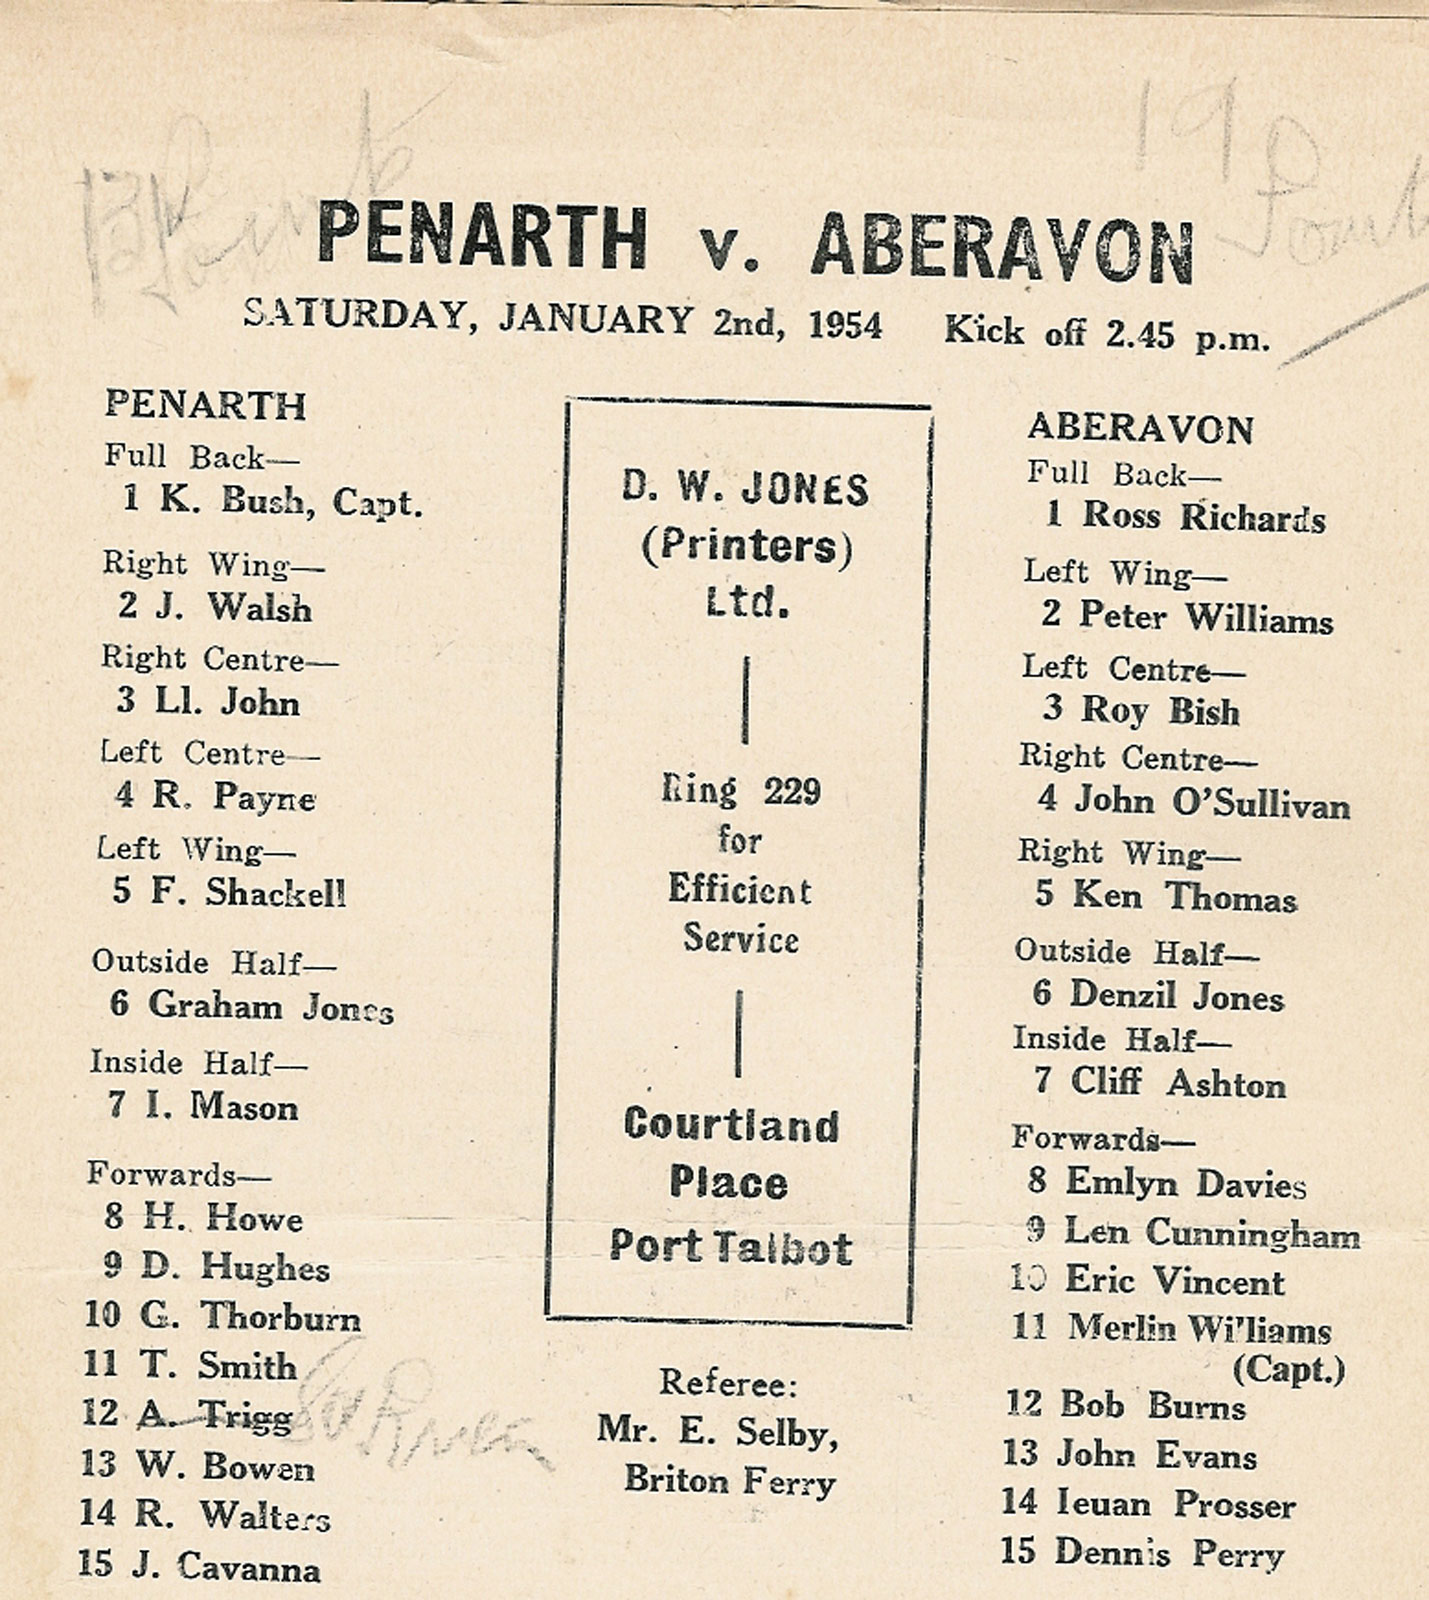 PENARTH v. ABERAVON
SATURDAY, JANUARY 2nd, 1954 Kick off 2.45 p.m.
PENARTH
Full Back—
1 K. Bush, Capt.
Right Wing—
2 J. Walsh
Right Centre—
3 Ll. John
Left Centre—
4 R. Payne
Left Wing—
5 F. Shackell
Outside Half—
6 Graham Jones
Inside Half—
7 I. Mason
Forwards—
8 H. Howe
9 D. Hughes
10 G. Thorburn
11 T. Smith
12 A. Trigg
13 W. Bowen
14 R. Walters
15 J. Cavanna
D. W. JONES
(Printers)
Ltd.
Ring 229
for
Efficient
Service
Courtland
Place
Port Talbot
Referee:
Mr. E. Selby,
Briton Ferry
ABERAVON
Full Back—
1 Ross Richards
Left Wing—
2 Peter Williams
Left Centre—
3 Roy Bish
Right Centre—
4 John O'Sullivan
Right Wing—
5 Ken Thomas
Outside Half—
6 Denzil Jones
Inside Half—
7 Cliff Ashton
Forwards—
8 Emlyn Davies
9 Len Cunningham
10 Eric Vincent
11 Merlin Williams
(Capt.)
12 Bob Burns
13 John Evans
14 Ieuan Prosser
15 Dennis Perry